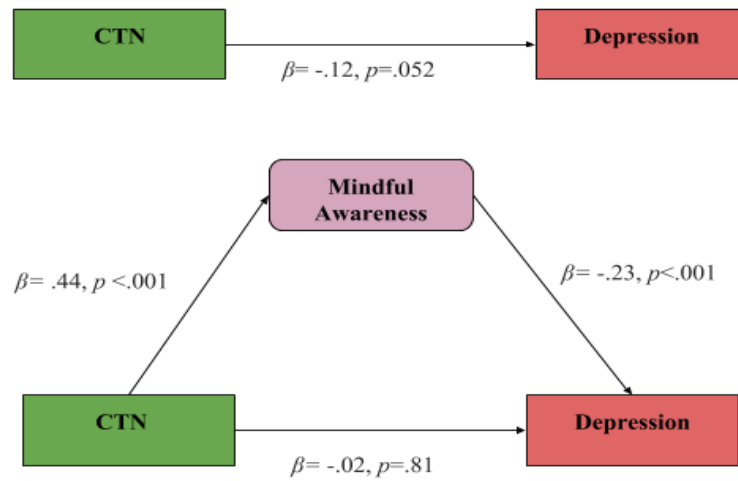 CTN
Depression
β= -.12, p=.052
Mindful
Awareness
β= .44, p <.001
β= -.23, p<.001
CTN
Depression
β= -.02, p=.81